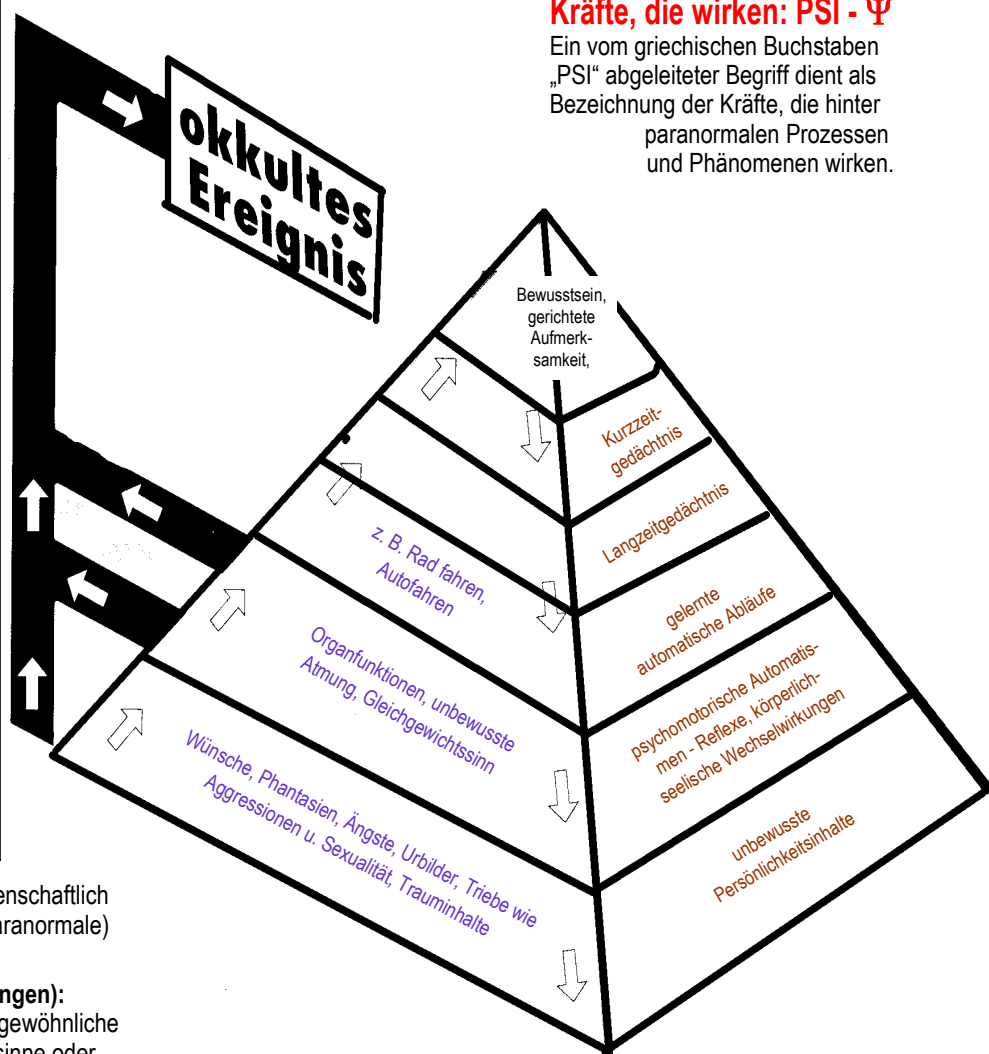 Kräfte, die wirken: PSI - Ψ
Ein vom griechischen Buchstaben
„PSI“ abgeleiteter Begriff dient als
Bezeichnung der Kräfte, die hinter
paranormalen Prozessen
und Phänomenen wirken.
okkultes
Ereignis
Bewusstsein,
gerichtete
Aufmerk-
samkeit,
Kurzzeit-
gedächtnis
Langzeitgedächtnis
z. B. Rad fahren,
Autofahren
gelernte
automatische Abläufe
Organfunktionen, unbewusste
Atmung, Gleichgewichtssinn
psychomotorische Automatis-
men - Reflexe, körperlich-
seelische Wechselwirkungen
Wünsche, Phantasien, Ängste, Urbilder, Triebe wie
Aggressionen u. Sexualität, Trauminhalte
unbewusste
Persönlichkeitsinhalte
enschaftlich
aranormale)
ngen):
gewöhnliche